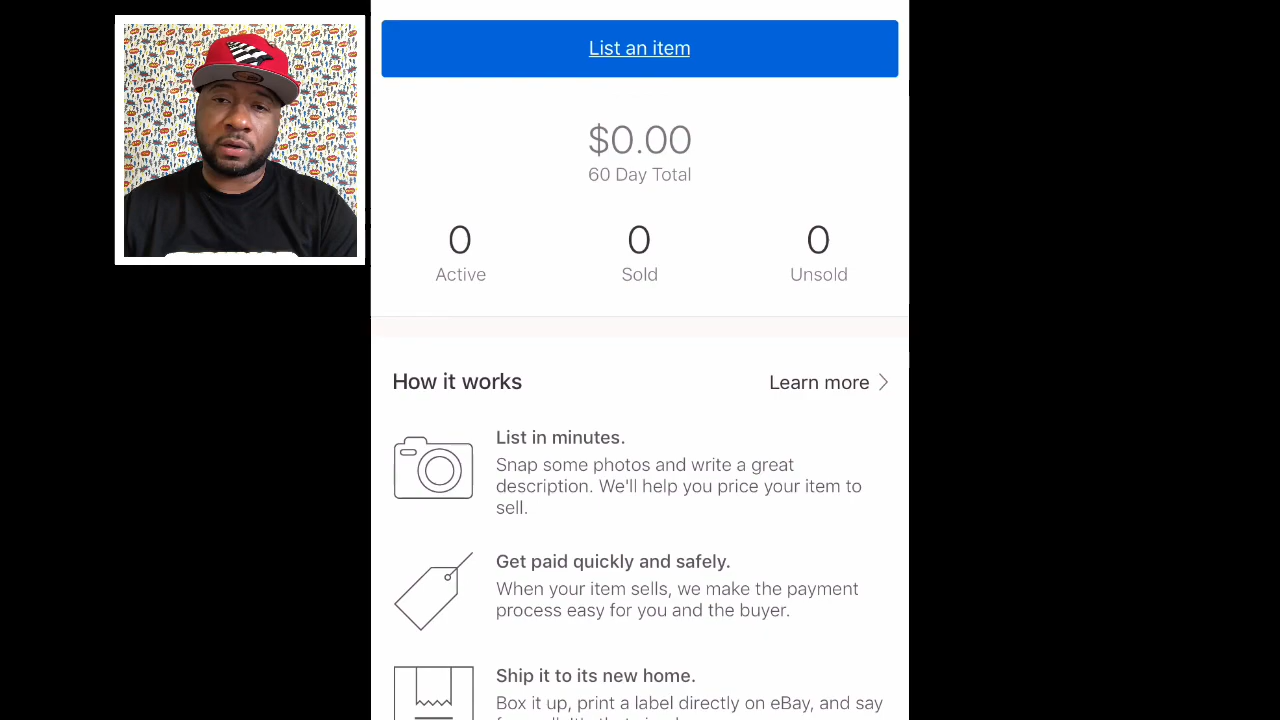 List an item
$0.00
60 Day Total
0 0 0
Active Sold Unsold
How it works Learn more
List in minutes.
Snap some photos and write a great
description. We'll help you price your item to
sell.
Get paid quickly and safely.
When your item sells, we make the payment
process easy for you and the buyer.
Ship it to its new home.
Box it up, print a label directly on eBay, and say